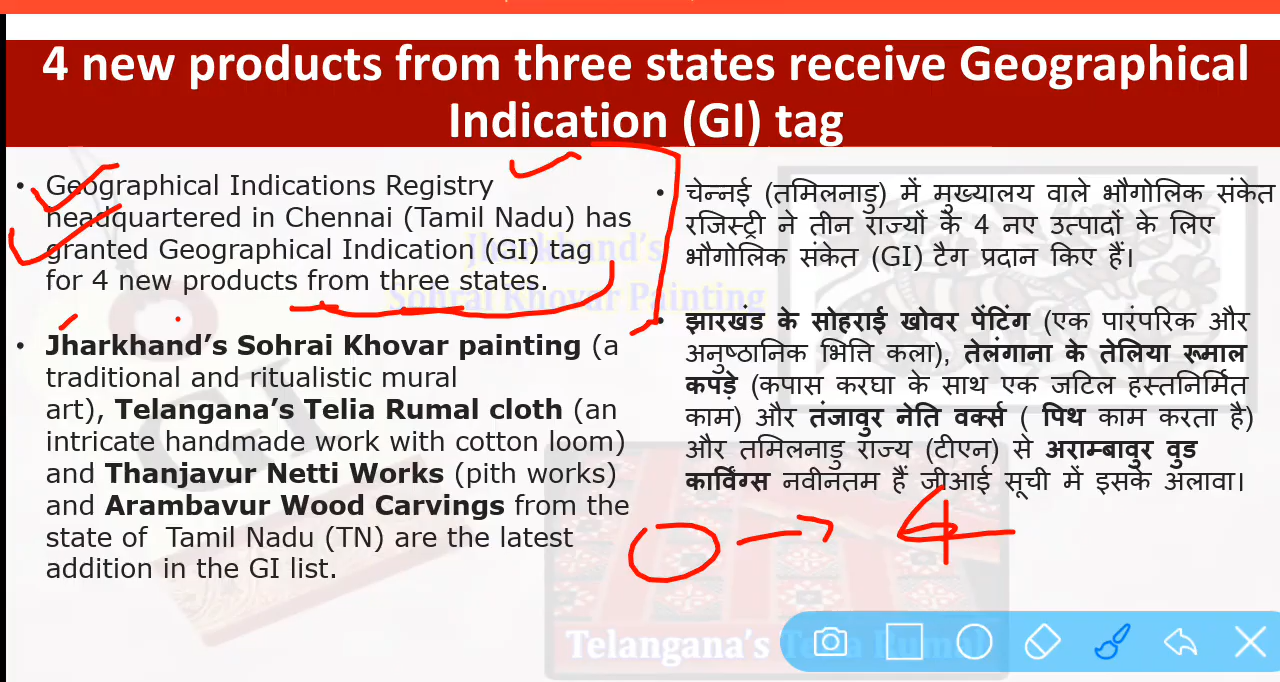 4 new products from three states receive Geographical
Indication (GI) tag
• Geographical Indications Registry
headquartered in Chennai (Tamil Nadu) has
granted Geographical Indication (GI) tag
for 4 new products from three states.
• Jharkhand's Sohrai Khovar painting (a
traditional and ritualistic mural
art), Telangana's Telia Rumal cloth (an
intricate handmade work with cotton loom)
and Thanjavur Netti Works (pith works)
and Arambavur Wood Carvings from the
state of Tamil Nadu (TN) are the latest
addition in the GI list.
• चेन्नई (तमिलनाडु) में मुख्यालय वाले भौगोलिक संकेत
रजिस्ट्री ने तीन राज्यों के 4 नए उत्पादों के लिए
भौगोलिक संकेत (GI) टैग प्रदान किए हैं।
• झारखंड के सोहराई खोवर पेंटिंग (एक पारंपरिक और
अनुष्ठानिक भित्ति कला), तेलंगाना के तेलिया रूमाल
कपड़े (कपास करघा के साथ एक जटिल हस्तनिर्मित
काम) और तंजावुर नेति वर्क्स ( पिथ काम करता है)
और तमिलनाडु राज्य (टीएन) से अराम्बावुर वुड
कार्विंग्स नवीनतम हैं जीआई सूची में इसके अलावा।
Jharkhand's
Sohrai Khovar Painting
GI
0 → 4
Telangana's Telia Rumal